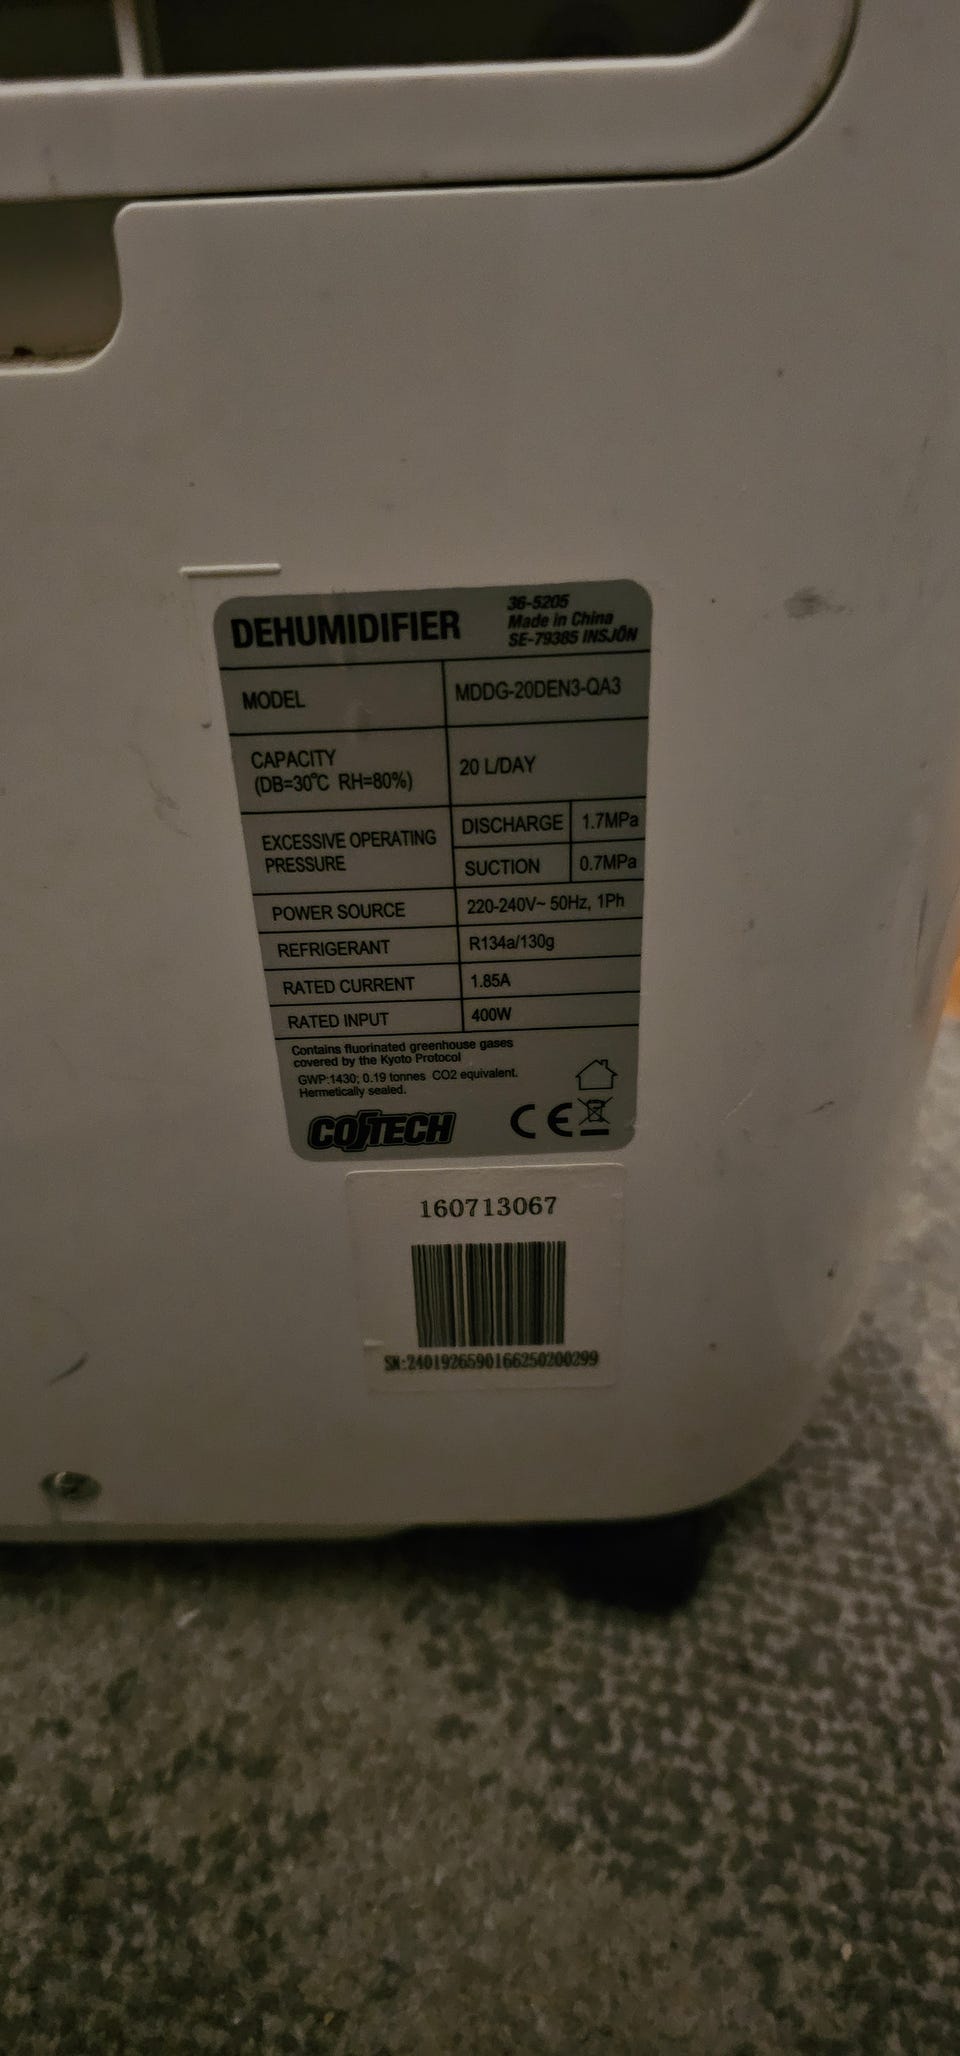 DEHUMIDIFIER
36-5205
Made in China
SE-79385 INSJÖN
MODEL MDDG-20DEN3-QA3
CAPACITY
(DB=30℃ RH=80%) 20 L/DAY
EXCESSIVE OPERATING
PRESSURE
DISCHARGE 1.7MPa
SUCTION 0.7MPa
POWER SOURCE 220-240V~ 50Hz, 1Ph
REFRIGERANT R134a/130g
RATED CURRENT 1.85A
RATED INPUT 400W
Contains fluorinated greenhouse gases
covered by the Kyoto Protocol
GWP:1430; 0.19 tonnes CO2 equivalent.
Hermetically sealed.
COTECH CE
160713067
SN:2401926590166250200299